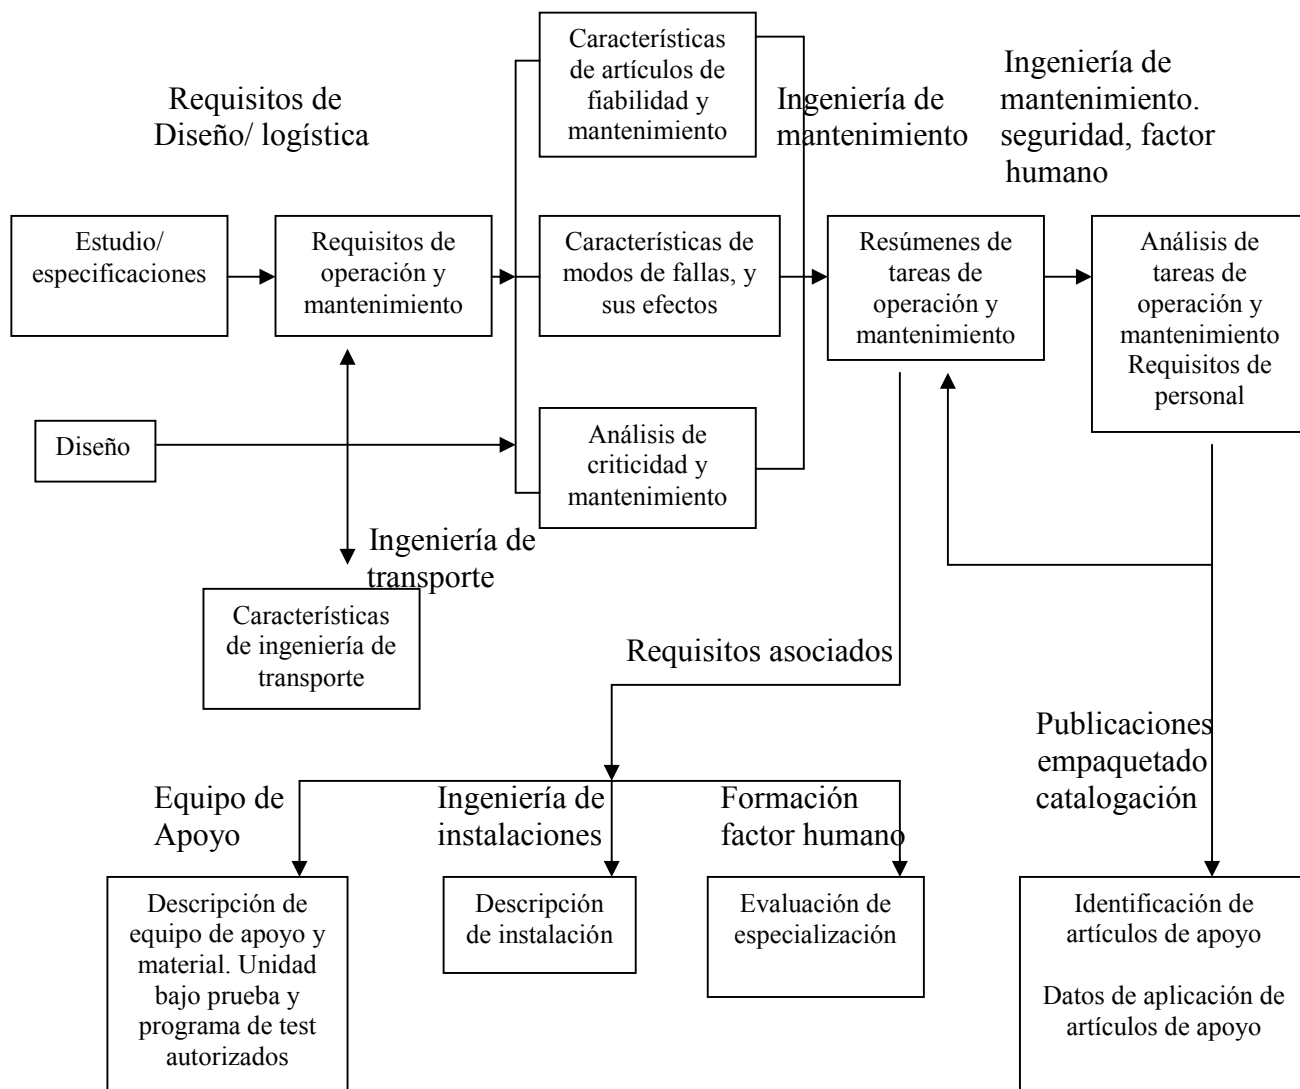 Características
de artículos de
fiabilidad y
mantenimiento
Requisitos de
Diseño/ logística
Ingeniería de
mantenimiento
Ingeniería de
mantenimiento.
seguridad, factor
humano
Estudio/
especificaciones
Requisitos de
operación y
mantenimiento
Características de
modos de fallas, y
sus efectos
Resúmenes de
tareas de
operación y
mantenimiento
Análisis de
tareas de
operación y
mantenimiento
Requisitos de
personal
Diseño
Análisis de
criticidad y
mantenimiento
Ingeniería de
transporte
Características
de ingeniería de
transporte
Requisitos asociados
Publicaciones
empaquetado
catalogación
Equipo de
Apoyo
Ingeniería de
instalaciones
Formación
factor humano
Descripción de
equipo de apoyo y
material. Unidad
bajo prueba y
programa de test
autorizados
Descripción
de instalación
Evaluación de
especialización
Identificación de
artículos de apoyo
Datos de aplicación de
artículos de apoyo